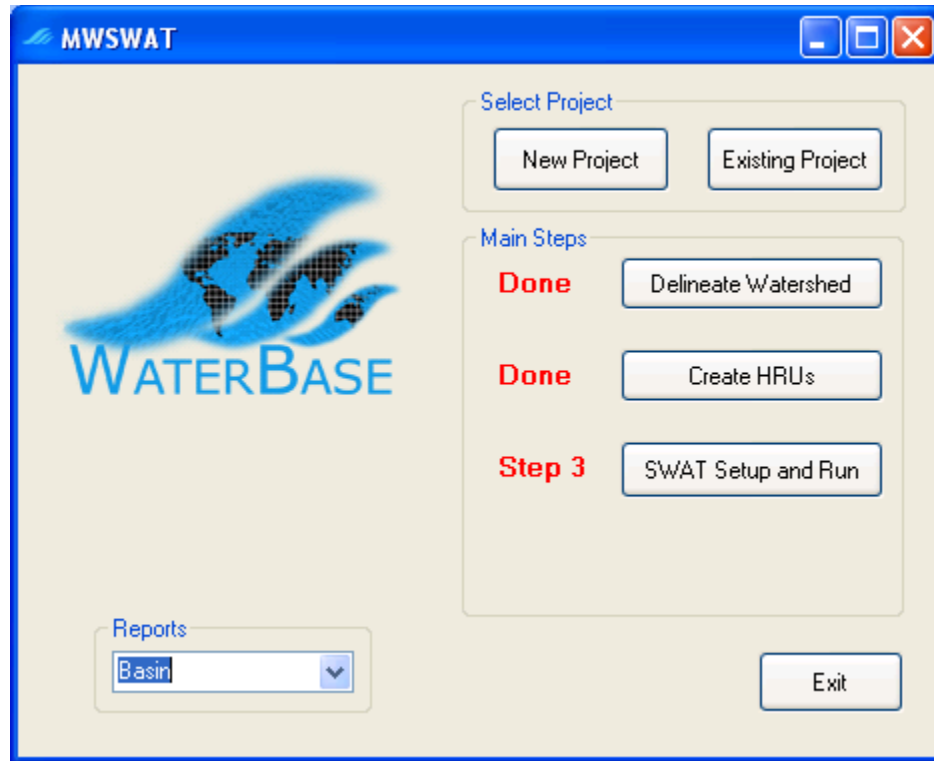 MWSWAT
Select Project
New Project
Existing Project
Main Steps
Done
Delineate Watershed
Done
Create HRUs
Step 3
SWAT Setup and Run
WATERBASE
Reports
Basin
Exit